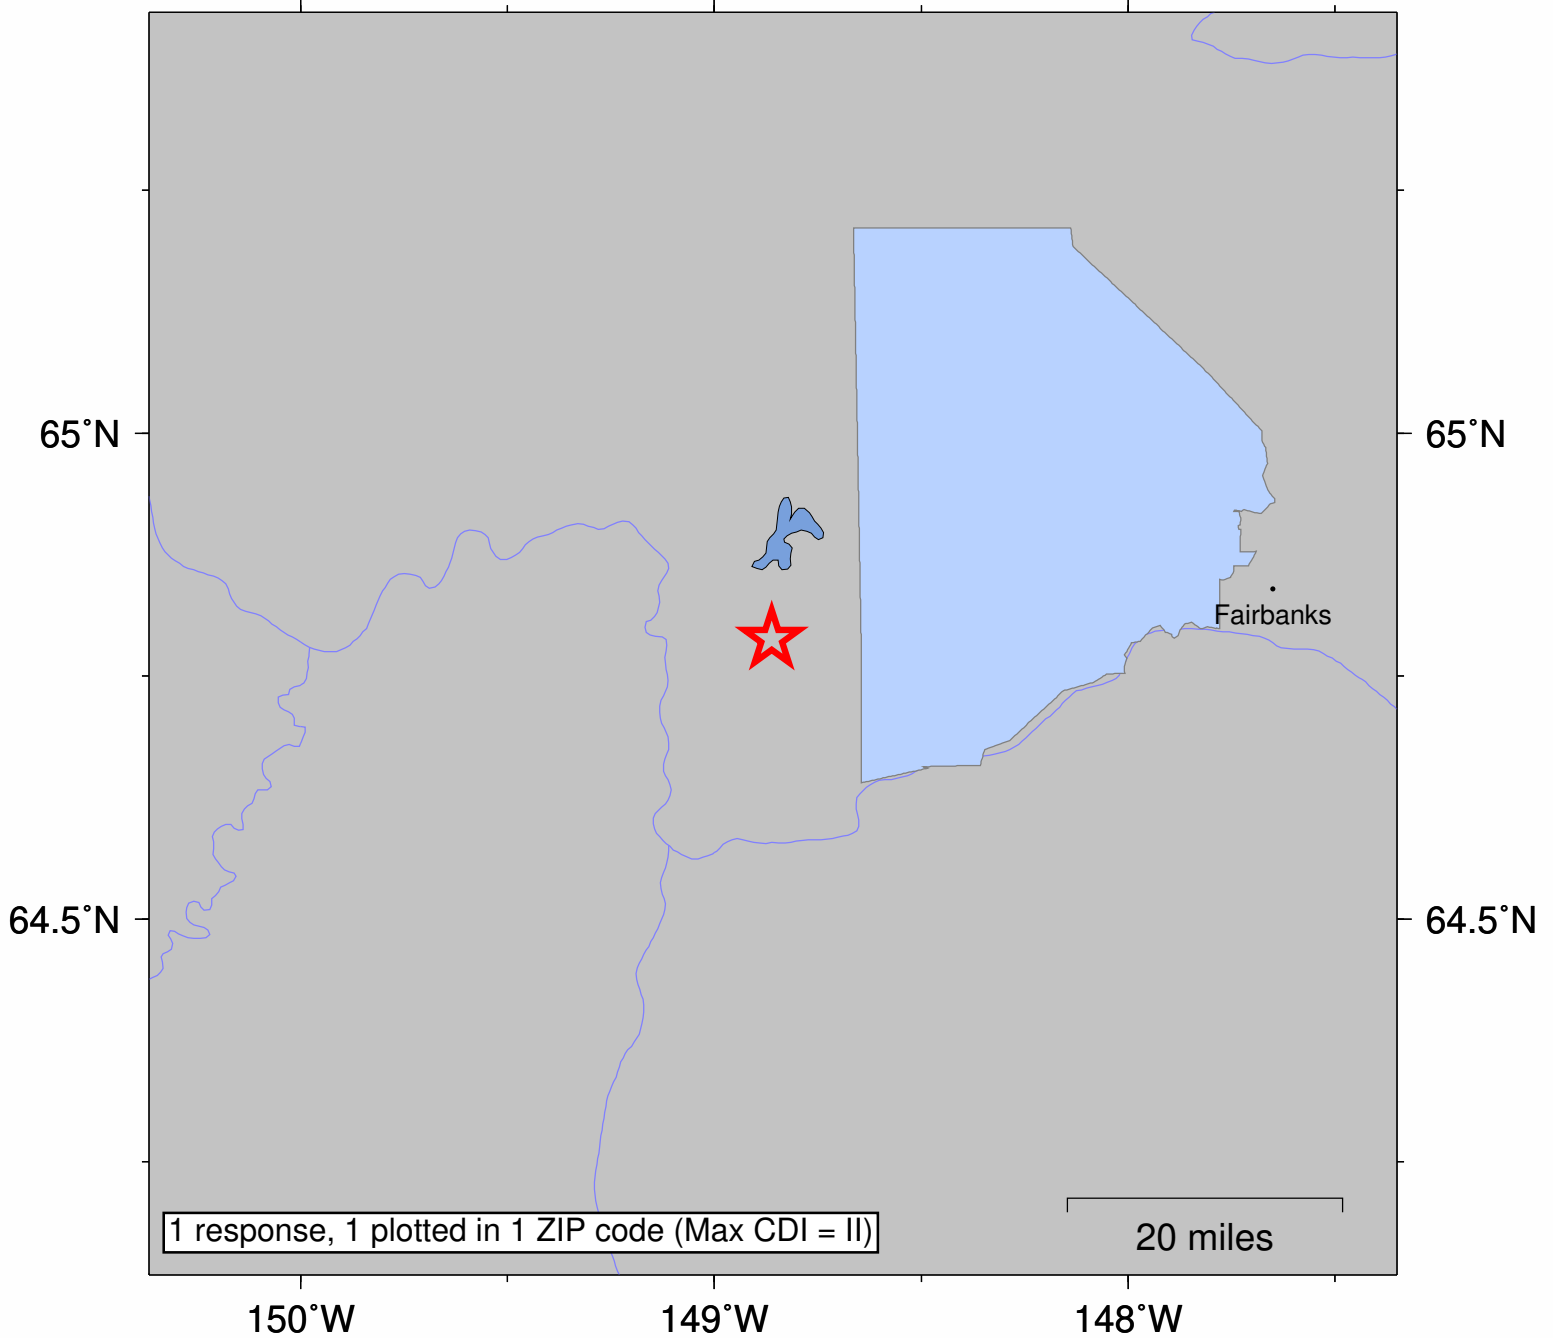 65˚N
65˚N
Fairbanks
64.5˚N
64.5˚N
1 response, 1 plotted in 1 ZIP code (Max CDI = II)
20 miles
150˚W
149˚W
148˚W